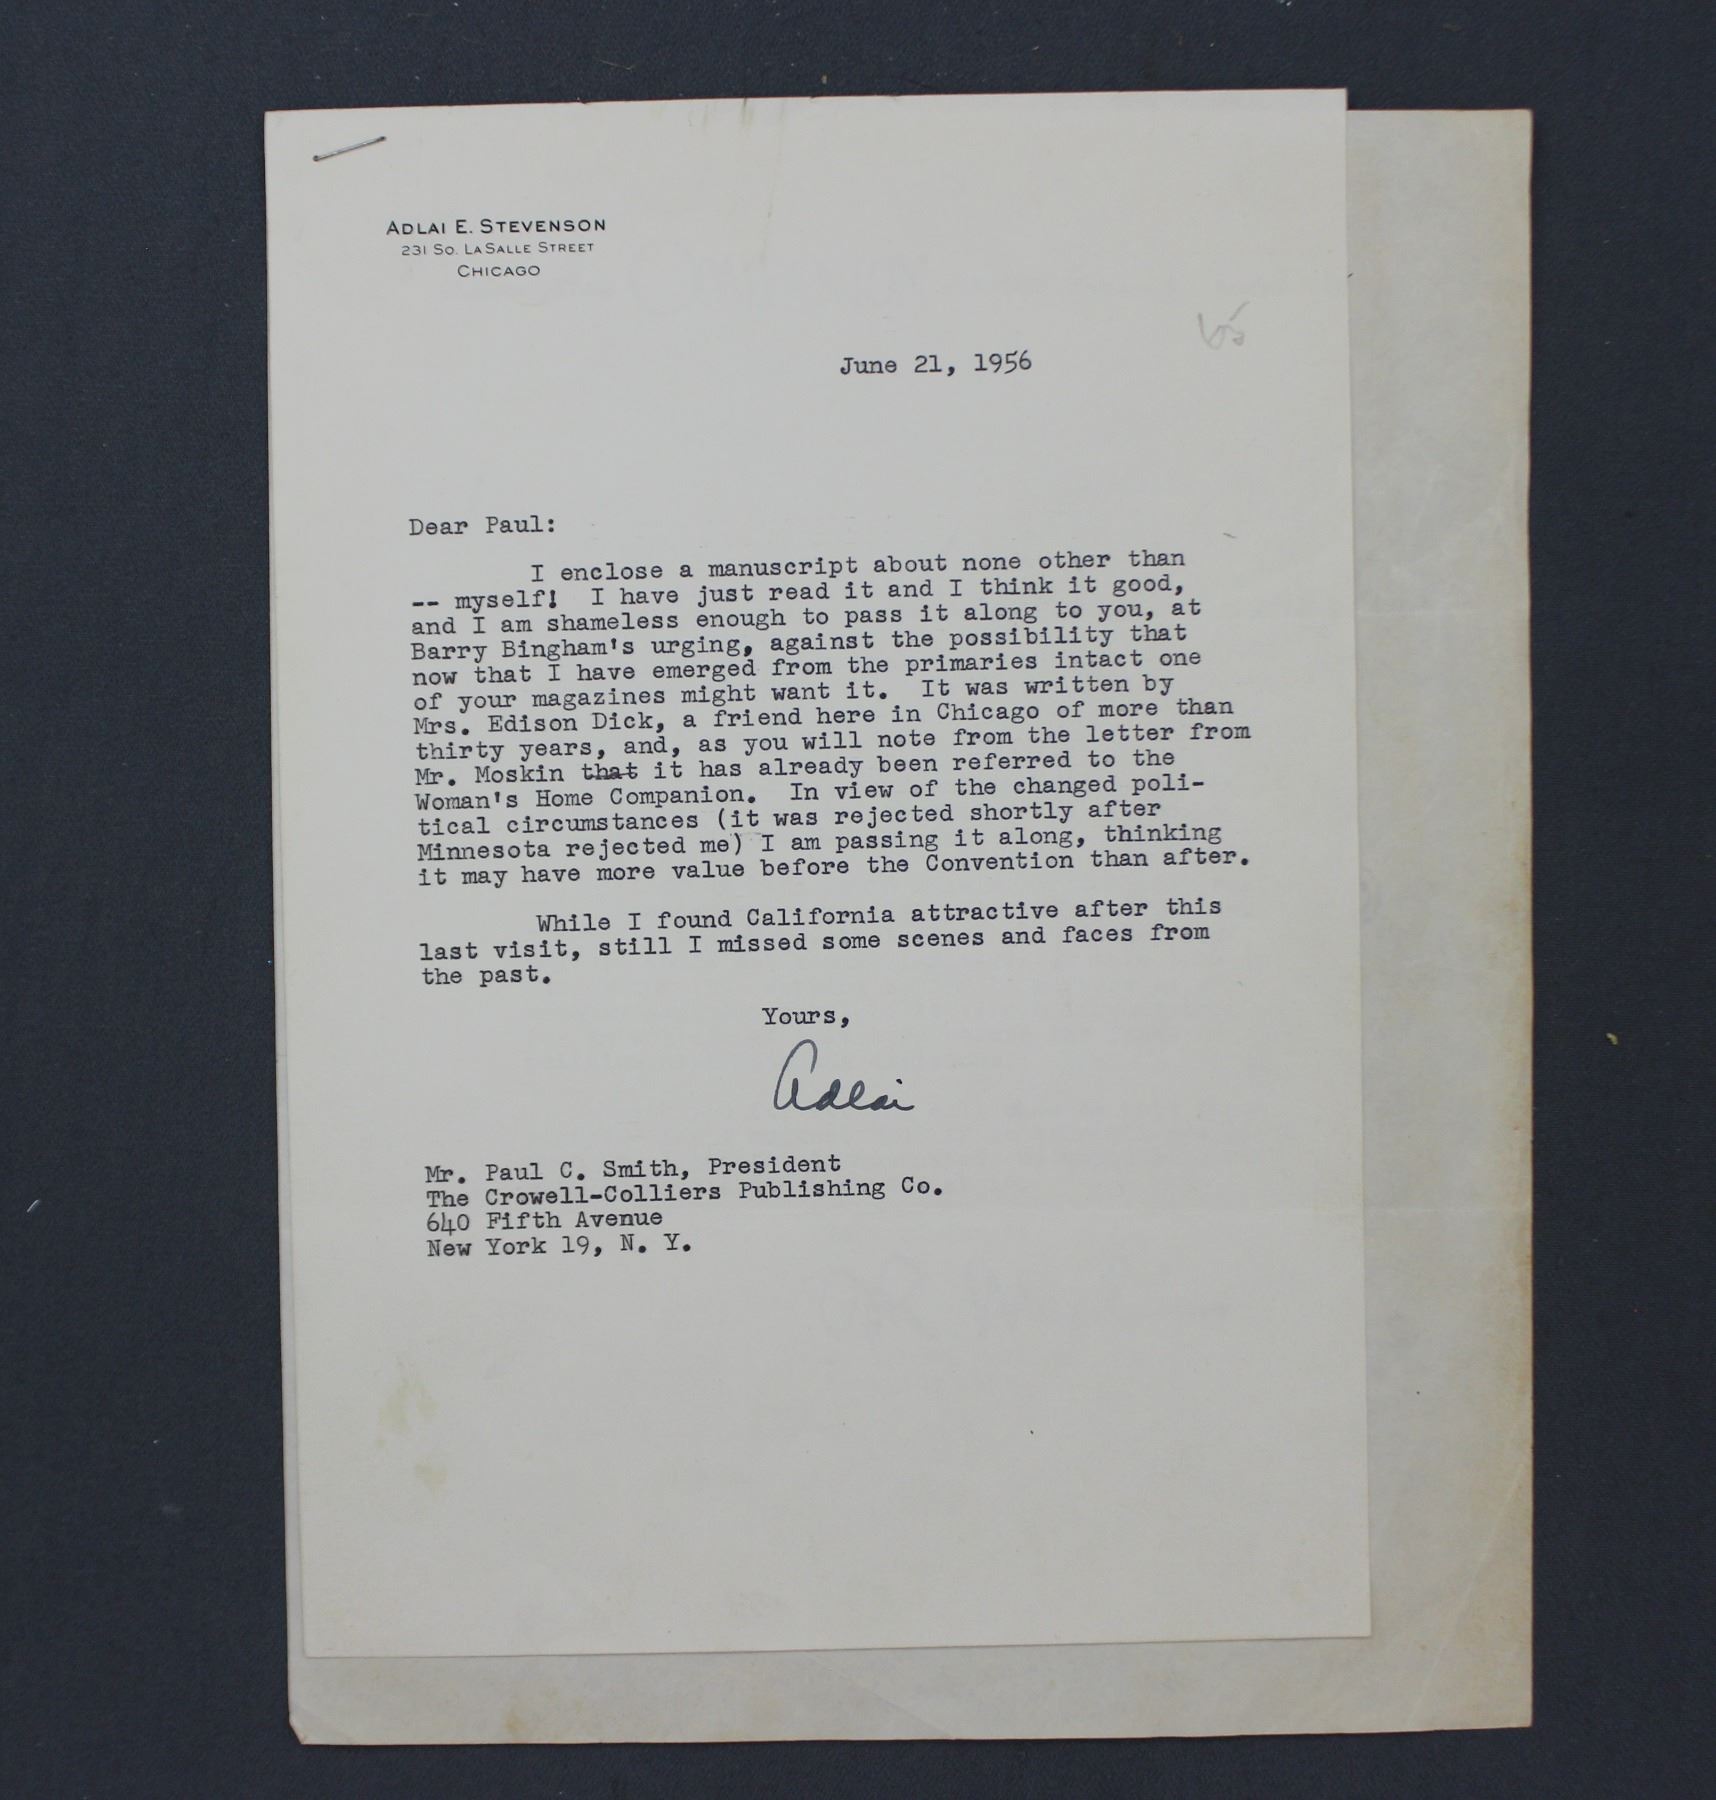 ADLAI E. STEVENSON
231 SO. LASALLE STREET
CHICAGO
June 21, 1956
Dear Paul:
I enclose a manuscript about none other than
-- myself! I have just read it and I think it good,
and I am shameless enough to pass it along to you, at
Barry Bingham's urging, against the possibility that
now that I have emerged from the primaries intact one
of your magazines might want it. It was written by
Mrs. Edison Dick, a friend here in Chicago of more than
thirty years, and, as you will note from the letter from
Mr. Moskin that it has already been referred to the
Woman's Home Companion. In view of the changed poli-
tical circumstances (it was rejected shortly after
Minnesota rejected me) I am passing it along, thinking
it may have more value before the Convention than after.
While I found California attractive after this
last visit, still I missed some scenes and faces from
the past.
Yours,
Adlai
Mr. Paul C. Smith, President
The Crowell-Colliers Publishing Co.
640 Fifth Avenue
New York 19, N. Y.